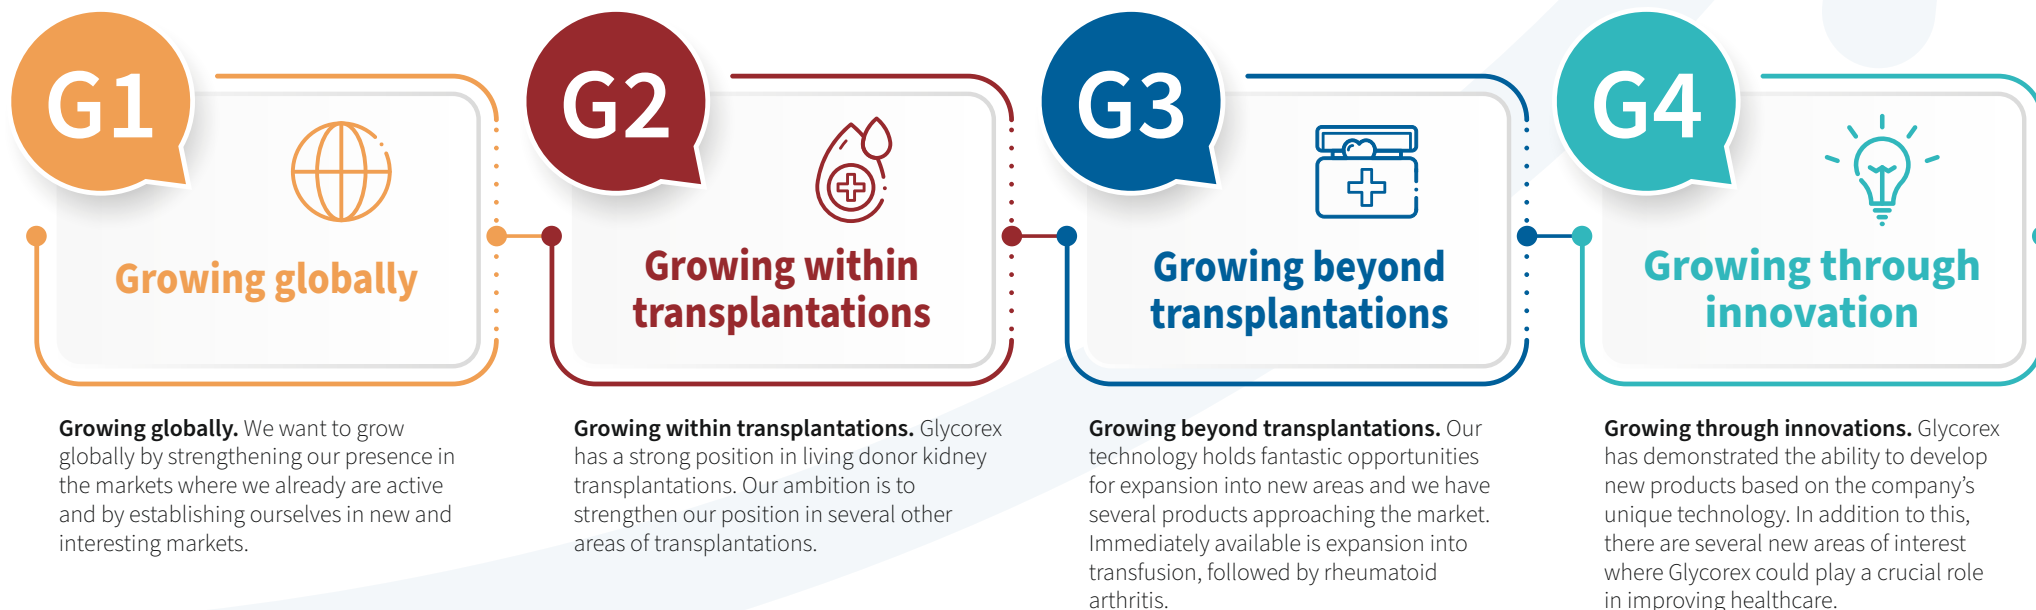 G1
Growing globally
Growing globally. We want to grow
globally by strengthening our presence in
the markets where we already are active
and by establishing ourselves in new and
interesting markets.
G2
Growing within
transplantations
Growing within transplantations. Glycorex
has a strong position in living donor kidney
transplantations. Our ambition is to
strengthen our position in several other
areas of transplantations.
G3
Growing beyond
transplantations
Growing beyond transplantations. Our
technology holds fantastic opportunities
for expansion into new areas and we have
several products approaching the market.
Immediately available is expansion into
transfusion, followed by rheumatoid
arthritis.
G4
Growing through
innovation
Growing through innovations. Glycorex
has demonstrated the ability to develop
new products based on the company’s
unique technology. In addition to this,
there are several new areas of interest
where Glycorex could play a crucial role
in improving healthcare.